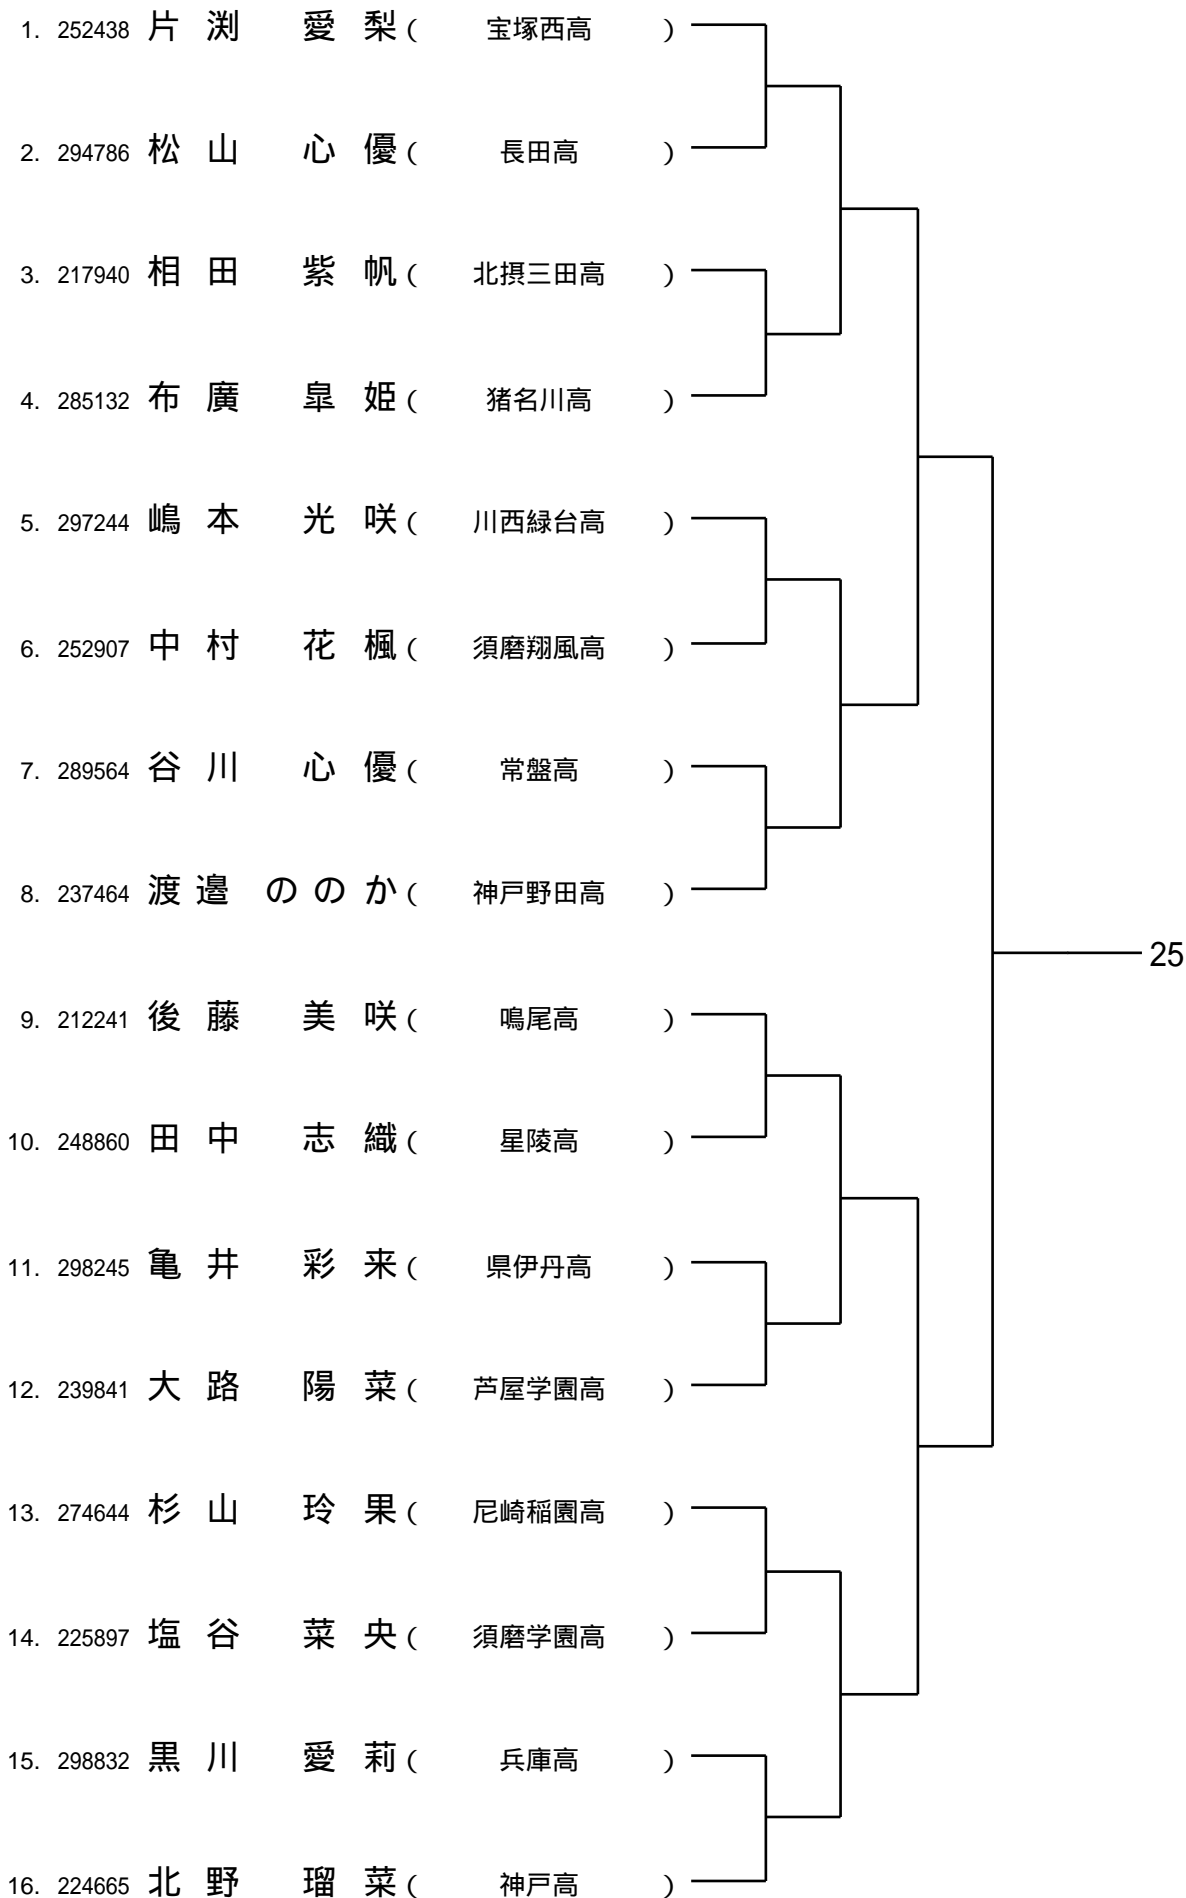 1. 252438 片 渕 愛 梨 ( 宝塚西高 )
2. 294786 松 山 心 優 ( 長田高 )
3. 217940 相 田 紫 帆 ( 北摂三田高 )
4. 285132 布 廣 皐 姫 ( 猪名川高 )
5. 297244 嶋 本 光 咲 ( 川西緑台高 )
6. 252907 中 村 花 楓 ( 須磨翔風高 )
7. 289564 谷 川 心 優 ( 常盤高 )
8. 237464 渡 邉 の の か ( 神戸野田高 )
25
9. 212241 後 藤 美 咲 ( 鳴尾高 )
10. 248860 田 中 志 織 ( 星陵高 )
11. 298245 亀 井 彩 来 ( 県伊丹高 )
12. 239841 大 路 陽 菜 ( 芦屋学園高 )
13. 274644 杉 山 玲 果 ( 尼崎稲園高 )
14. 225897 塩 谷 菜 央 ( 須磨学園高 )
15. 298832 黒 川 愛 莉 ( 兵庫高 )
16. 224665 北 野 瑠 菜 ( 神戸高 )